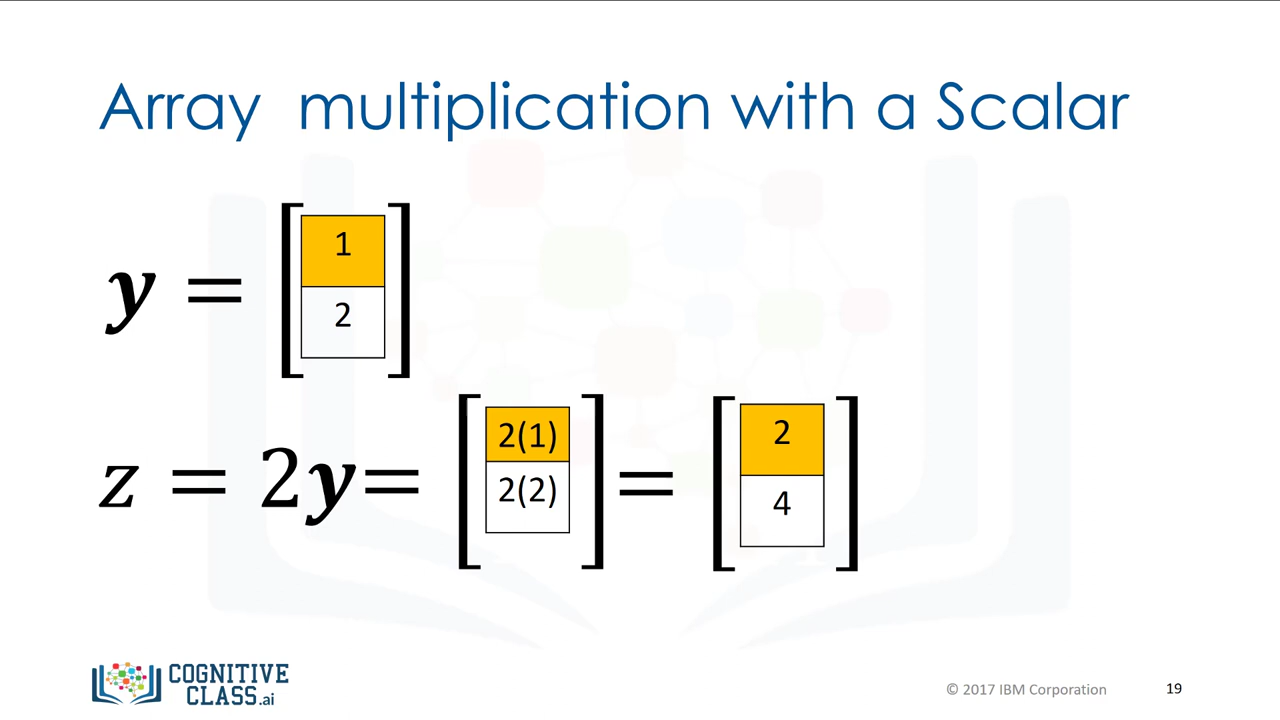 Array  multiplication with a Scalar
y = [ 1
2 ]
z = 2y= [ 2(1)
2(2) ] = [ 2
4 ]
COGNITIVE
CLASS.ai
© 2017 IBM Corporation
19